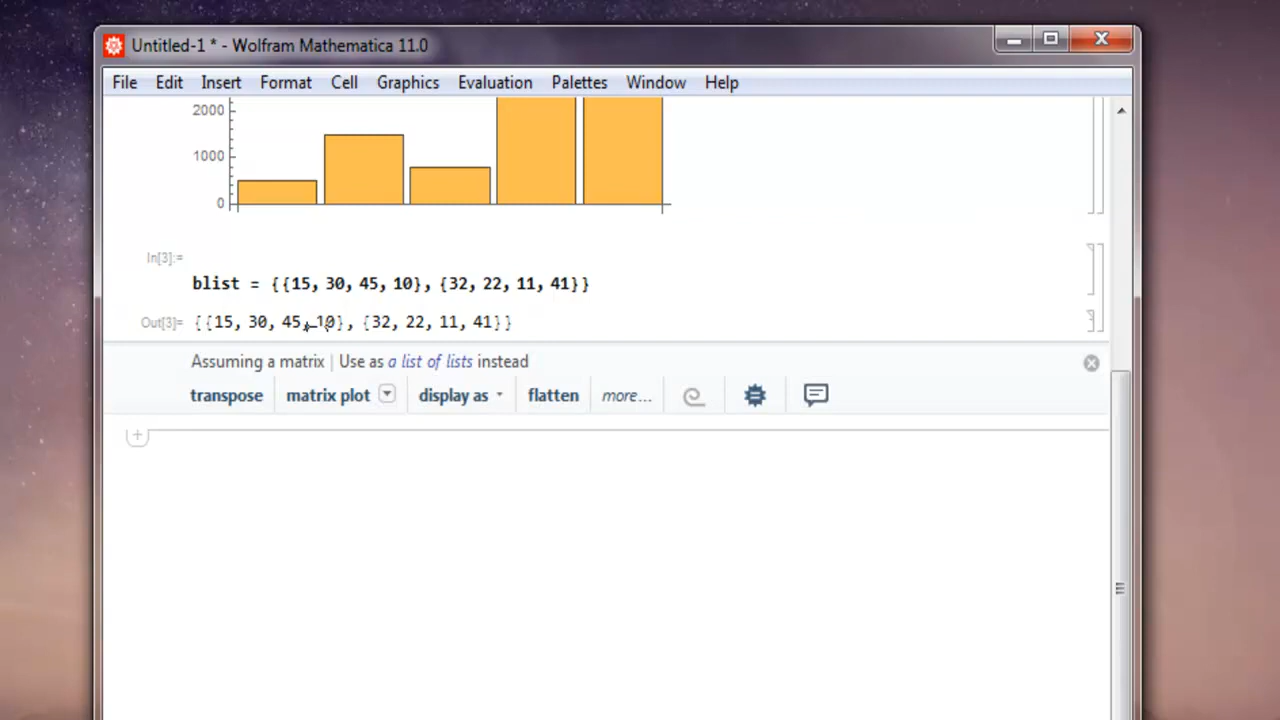 Untitled-1 * - Wolfram Mathematica 11.0
File Edit Insert Format Cell Graphics Evaluation Palettes Window Help
2000
1000
0
In[3]:=
blist = {{15, 30, 45, 10}, {32, 22, 11, 41}}
Out[3]= {{15, 30, 45, 10}, {32, 22, 11, 41}}
Assuming a matrix | Use as a list of lists instead
transpose matrix plot display as flatten more...